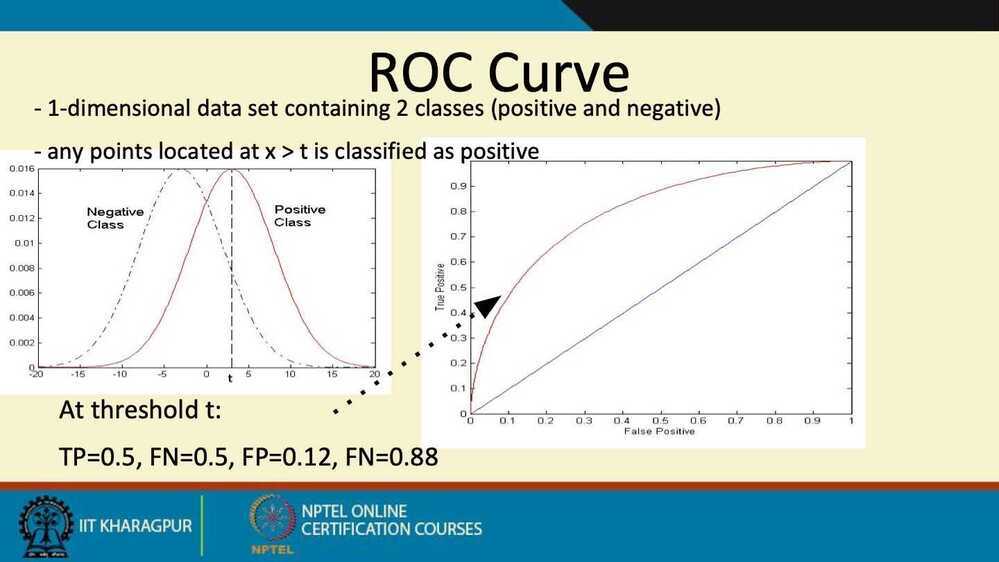 ROC Curve
- 1-dimensional data set containing 2 classes (positive and negative)
- any points located at x > t is classified as positive
0.016
0.014
0.012
0.01
0.008
0.006
0.004
0.002
0
-20 -15 -10 -5 0 5 10 15 20
t
Negative
Class
Positive
Class
1
0.9
0.8
0.7
0.6
0.5
0.4
0.3
0.2
0.1
0
True Positive
0 0.1 0.2 0.3 0.4 0.5 0.6 0.7 0.8 0.9 1
False Positive
At threshold t:
TP=0.5, FN=0.5, FP=0.12, FN=0.88
IIT KHARAGPUR
NPTEL
NPTEL ONLINE
CERTIFICATION COURSES